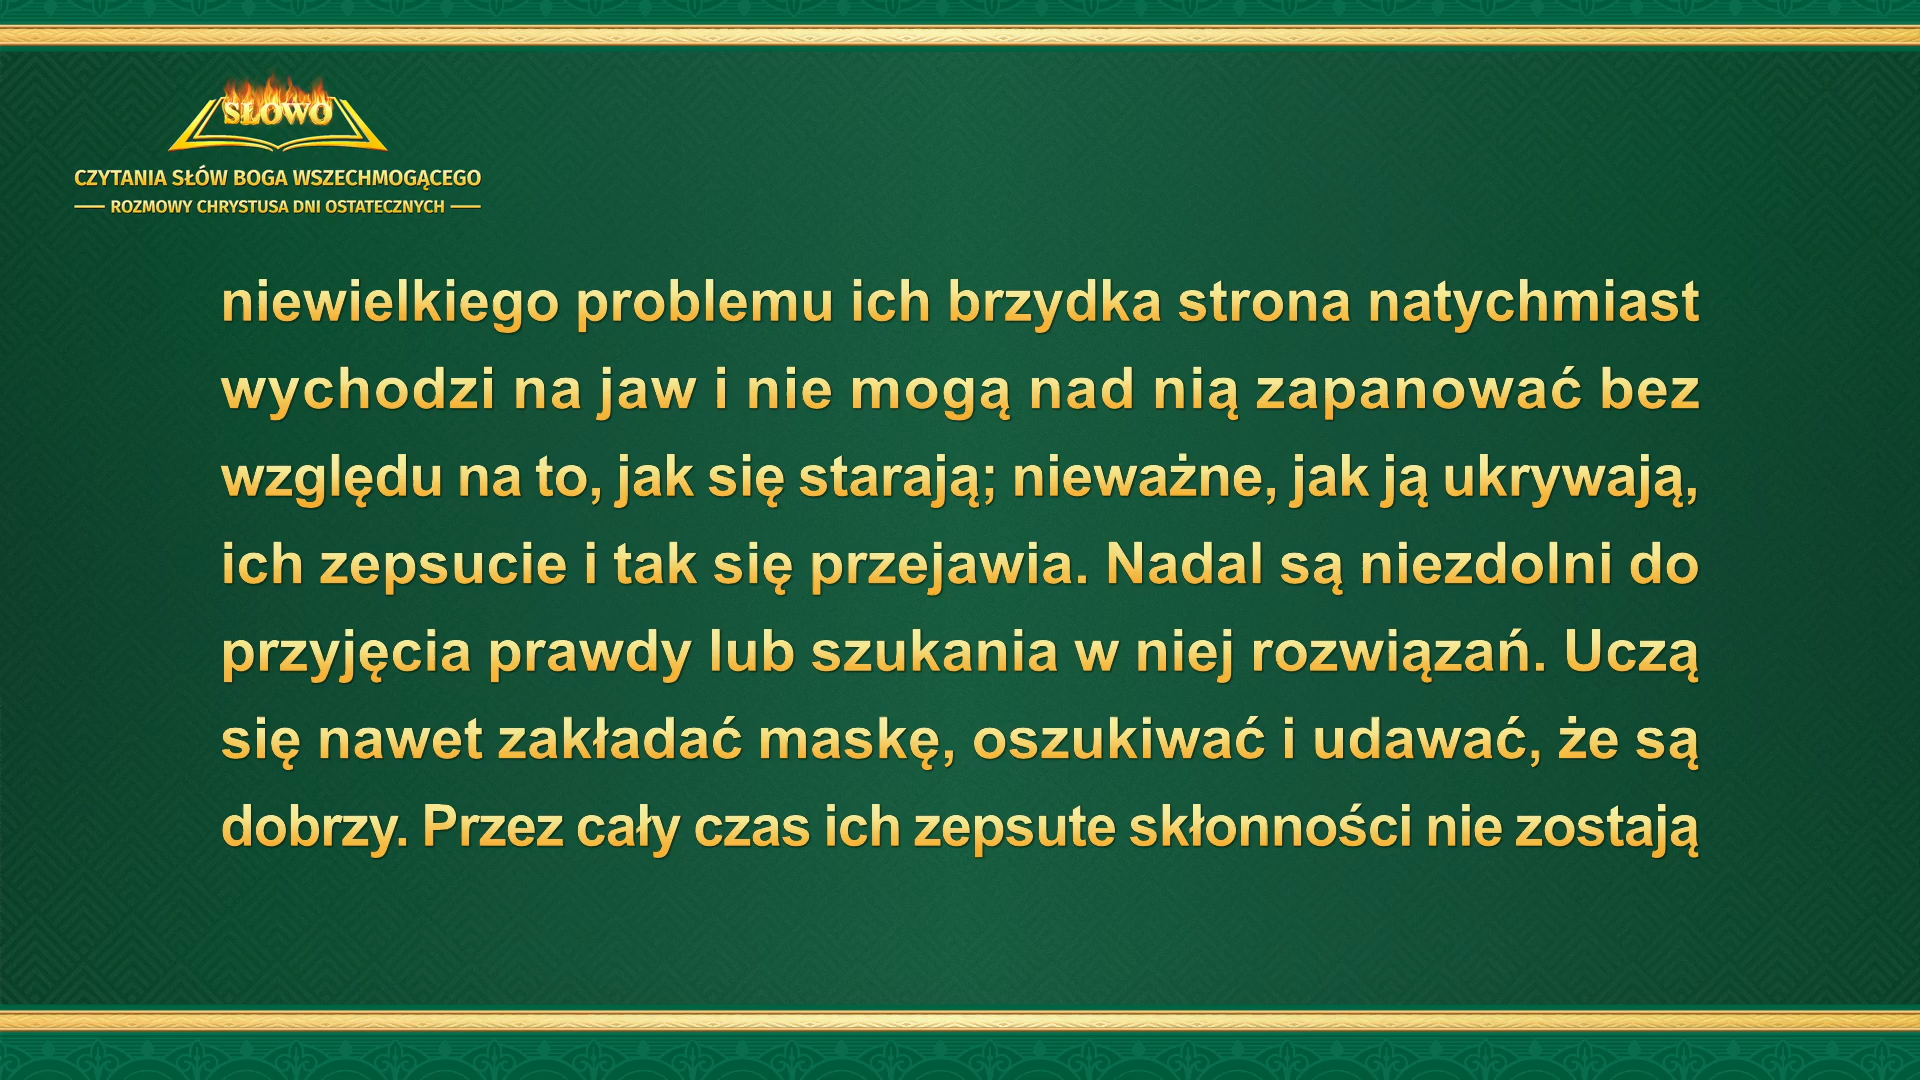 SŁOWO
CZYTANIA SŁÓW BOGA WSZECHMOGĄCEGO
ROZMOWY CHRYSTUSA DNI OSTATECZNYCH
niewielkiego problemu ich brzydka strona natychmiast
wychodzi na jaw i nie mogą nad nią zapanować bez
względu na to, jak się starają; nieważne, jak ją ukrywają,
ich zepsucie i tak się przejawia. Nadal są niezdolni do
przyjęcia prawdy lub szukania w niej rozwiązań. Uczą
się nawet zakładać maskę, oszukiwać i udawać, że są
dobrzy. Przez cały czas ich zepsute skłonności nie zostają